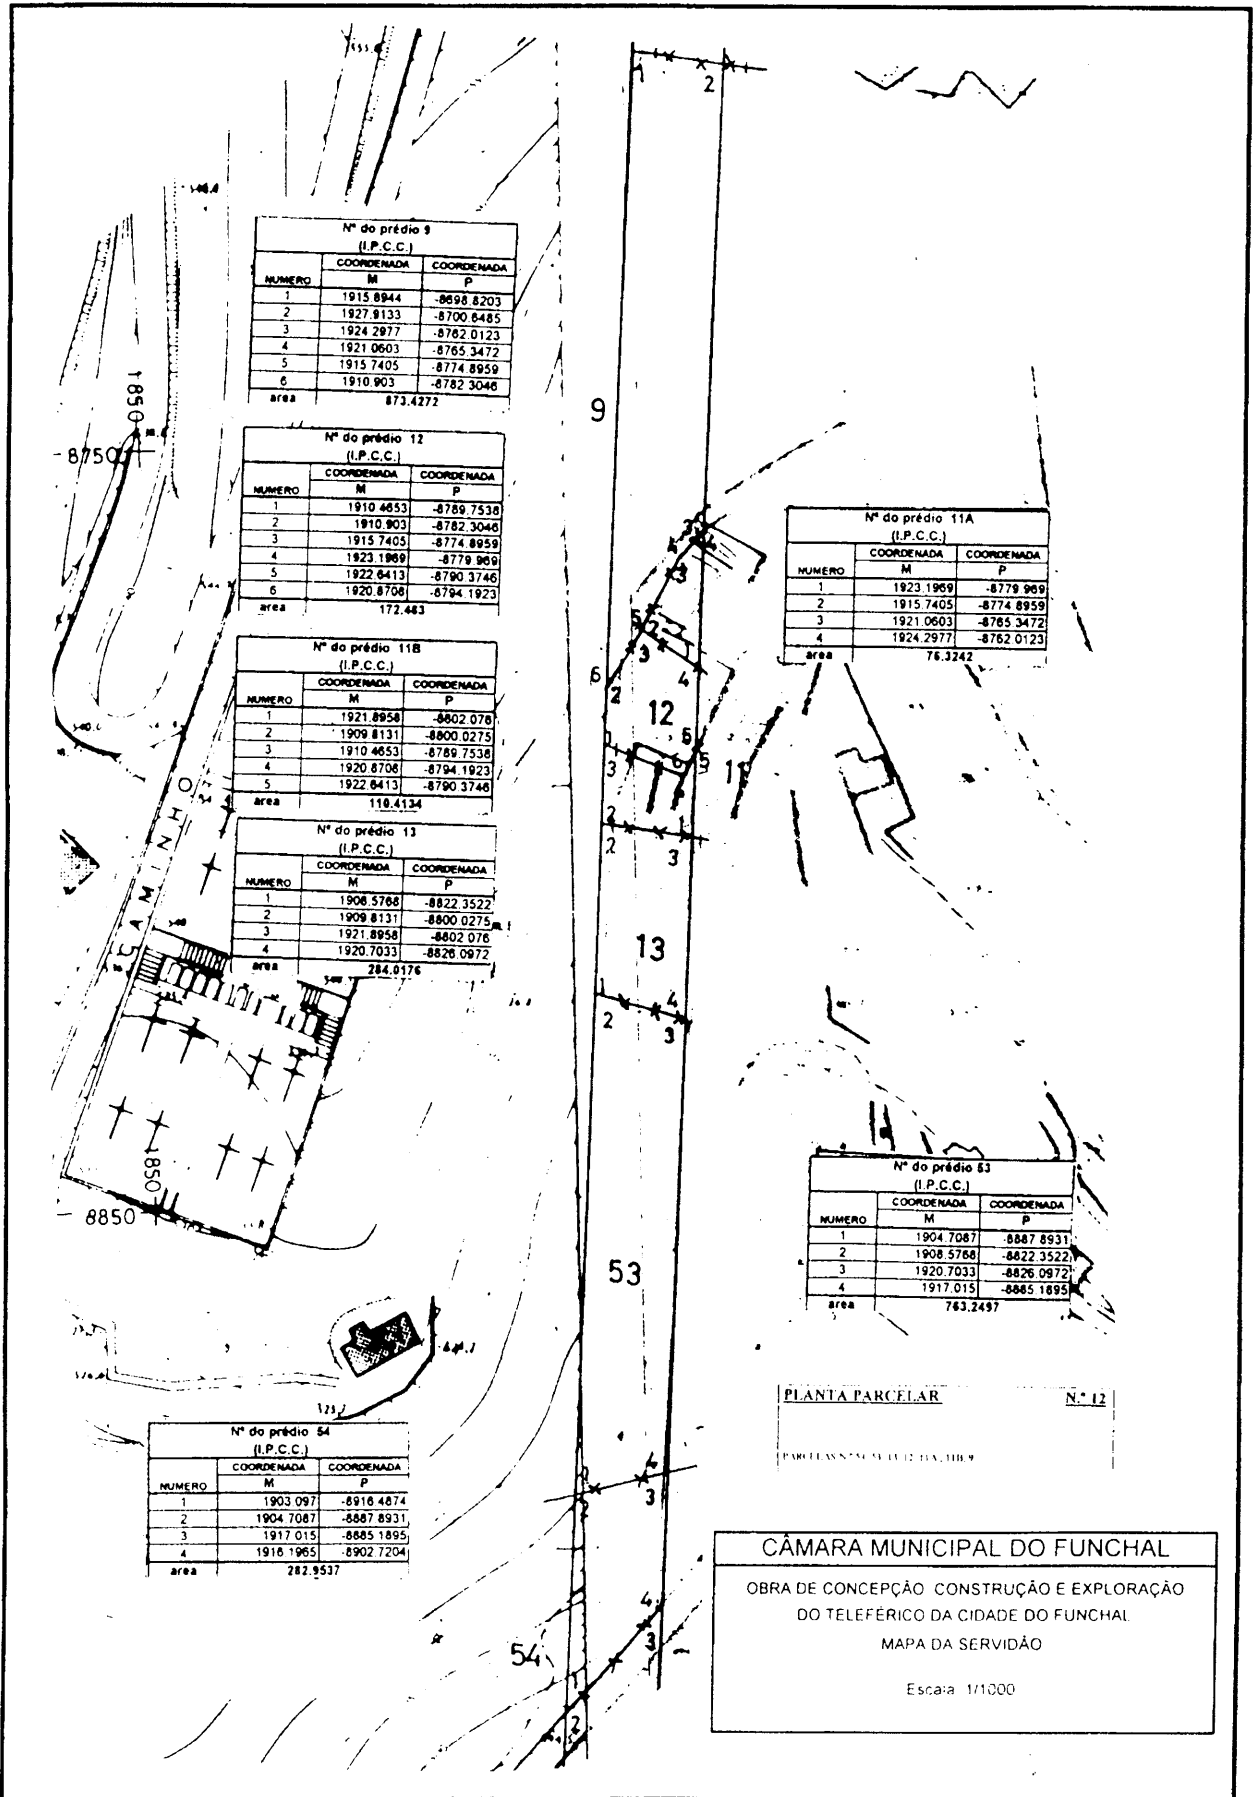 1
2
N° do prédio 9
(I.P.C.C.)
NUMERO COORDENADA M COORDENADA P
1 1915.8944 -8698.8203
2 1927.9133 -8700.6485
3 1924.2977 -8762.0123
4 1921.0603 -8765.3472
5 1915.7405 -8774.8959
6 1910.903 -8782.3046
area 873.4272
1850
8750
9
N° do prédio 12
(I.P.C.C.)
NUMERO COORDENADA M COORDENADA P
1 1910.4653 -8789.7538
2 1910.903 -8782.3046
3 1915.7405 -8774.8959
4 1923.1969 -8779.969
5 1922.6413 -8790.3746
6 1920.8708 -8794.1923
area 172.483
N° do prédio 11A
(I.P.C.C.)
NUMERO COORDENADA M COORDENADA P
1 1923.1969 -8779.969
2 1915.7405 -8774.8959
3 1921.0603 -8765.3472
4 1924.2977 -8762.0123
area 76.3242
N° do prédio 11B
(I.P.C.C.)
NUMERO COORDENADA M COORDENADA P
1 1921.8958 -8802.078
2 1909.8131 -8800.0275
3 1910.4653 -8789.7538
4 1920.8708 -8794.1923
5 1922.6413 -8790.3746
area 110.4134
12
N° do prédio 13
(I.P.C.C.)
NUMERO COORDENADA M COORDENADA P
1 1908.5768 -8822.3522
2 1909.8131 -8800.0275
3 1921.8958 -8802.076
4 1920.7033 -8826.0972
area 284.0176
CAMINHO
13
1850
8850
53
N° do prédio 53
(I.P.C.C.)
NUMERO COORDENADA M COORDENADA P
1 1904.7087 -8887.8931
2 1908.5768 -8822.3522
3 1920.7033 -8826.0972
4 1917.015 -8885.1895
area 763.2497
PLANTA PARCELAR N.º 12
N° do prédio 54
(I.P.C.C.)
NUMERO COORDENADA M COORDENADA P
1 1903.097 -8916.4874
2 1904.7087 -8887.8931
3 1917.015 -8885.1895
4 1916.1965 -8902.7204
area 282.9537
54
CÂMARA MUNICIPAL DO FUNCHAL
OBRA DE CONCEPÇÃO CONSTRUÇÃO E EXPLORAÇÃO
DO TELEFÉRICO DA CIDADE DO FUNCHAL
MAPA DA SERVIDÃO
Escala 1/1000